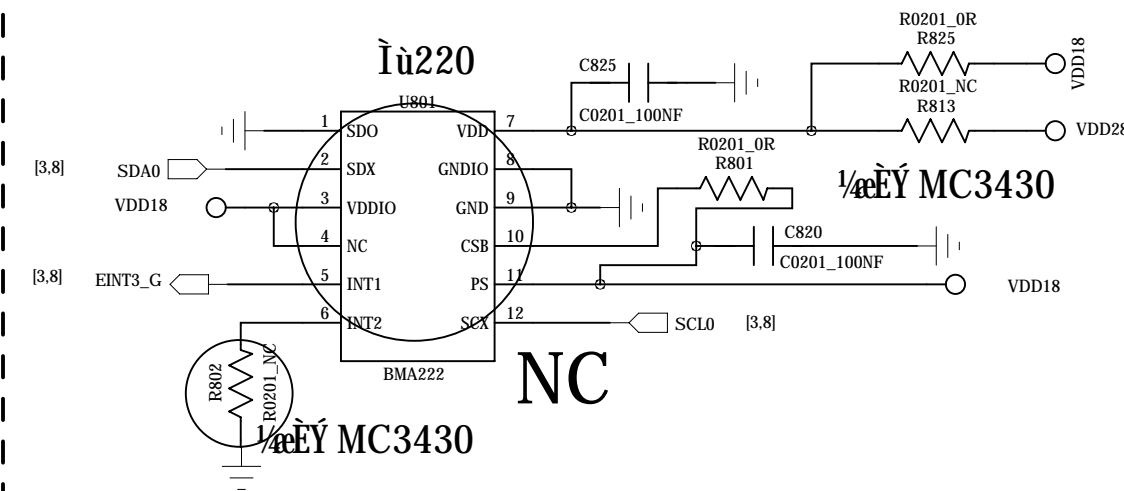 R0201_0R
R825
VDD18
Ìù220
C825
C0201_100NF
R0201_NC
R813
VDD28
U801
1 SDO
VDD 7
[3,8] SDA0 2 SDX
GNDIO 8
VDD18 3 VDDIO
GND 9
4 NC
CSB 10
[3,8] EINT3_G 5 INT1
PS 11
6 INT2
SCX 12
SCL0 [3,8]
R0201_0R
R801
¼æÈÝ MC3430
C820
C0201_100NF
VDD18
BMA222
NC
R802
R0201_NC
¼æÈÝ MC3430